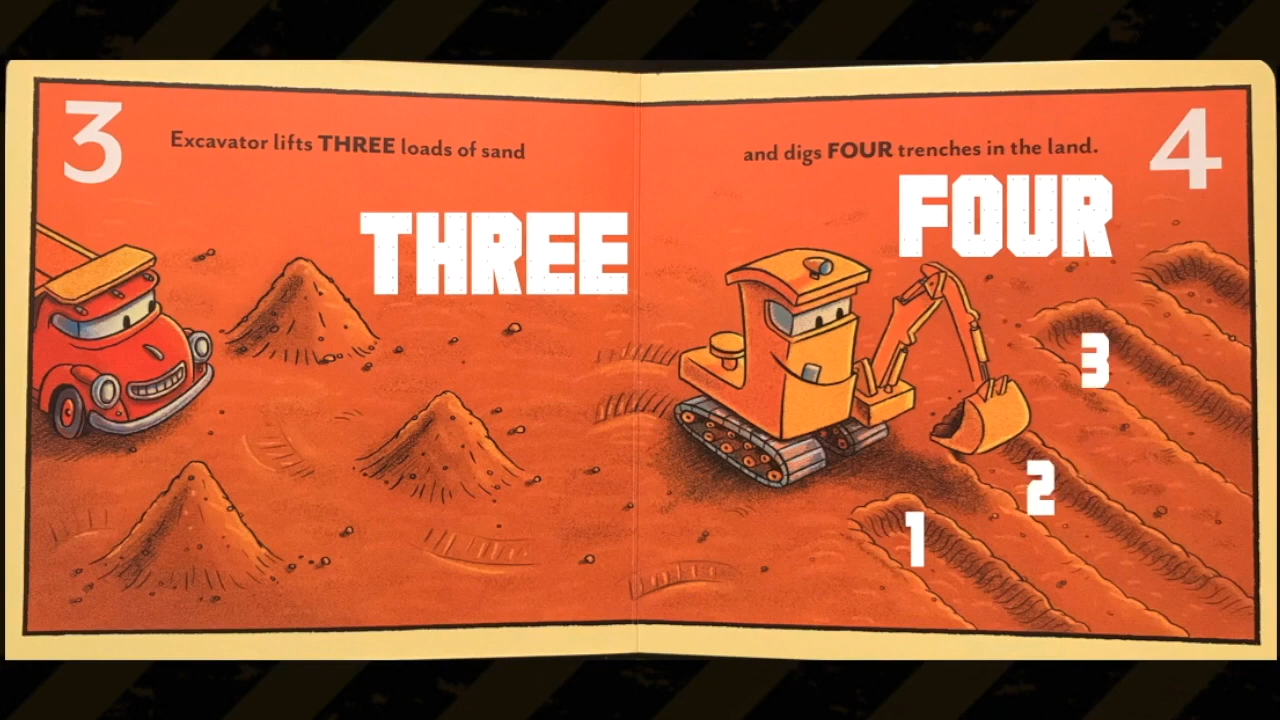 3
Excavator lifts THREE loads of sand
THREE
and digs FOUR trenches in the land.
4
FOUR
3
2
1